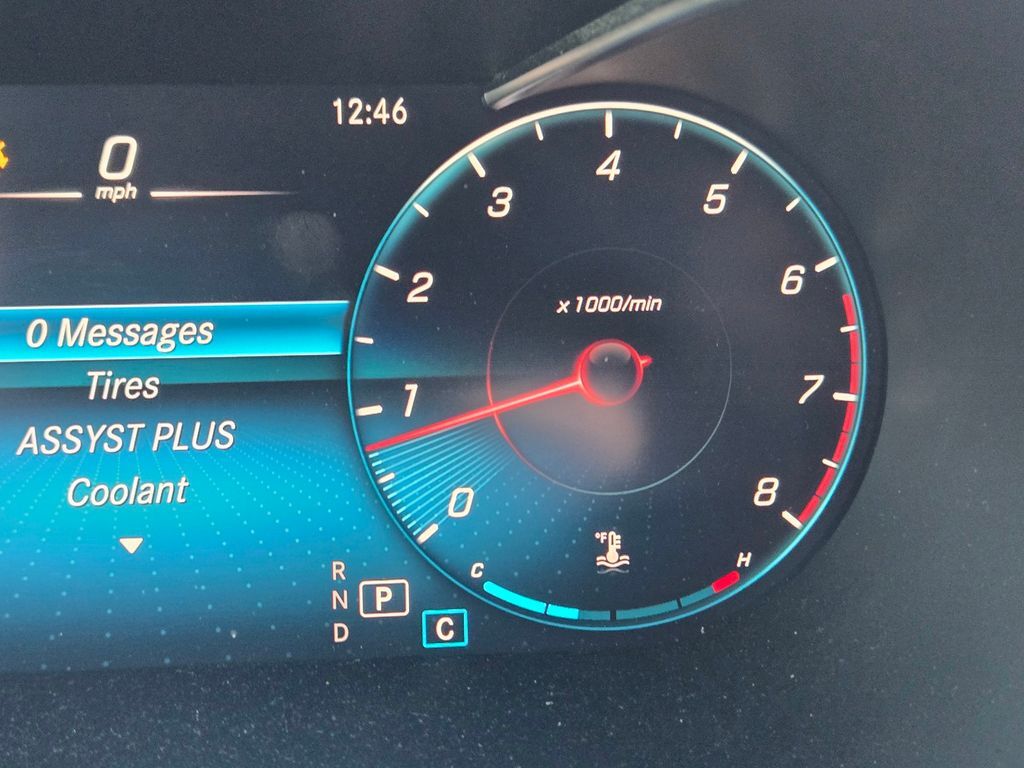 12:46
0
mph
0 Messages
Tires
ASSYST PLUS
Coolant
R
N
P
D
C
0
1
2
3
4
5
6
7
8
x 1000/min
°F
C
H